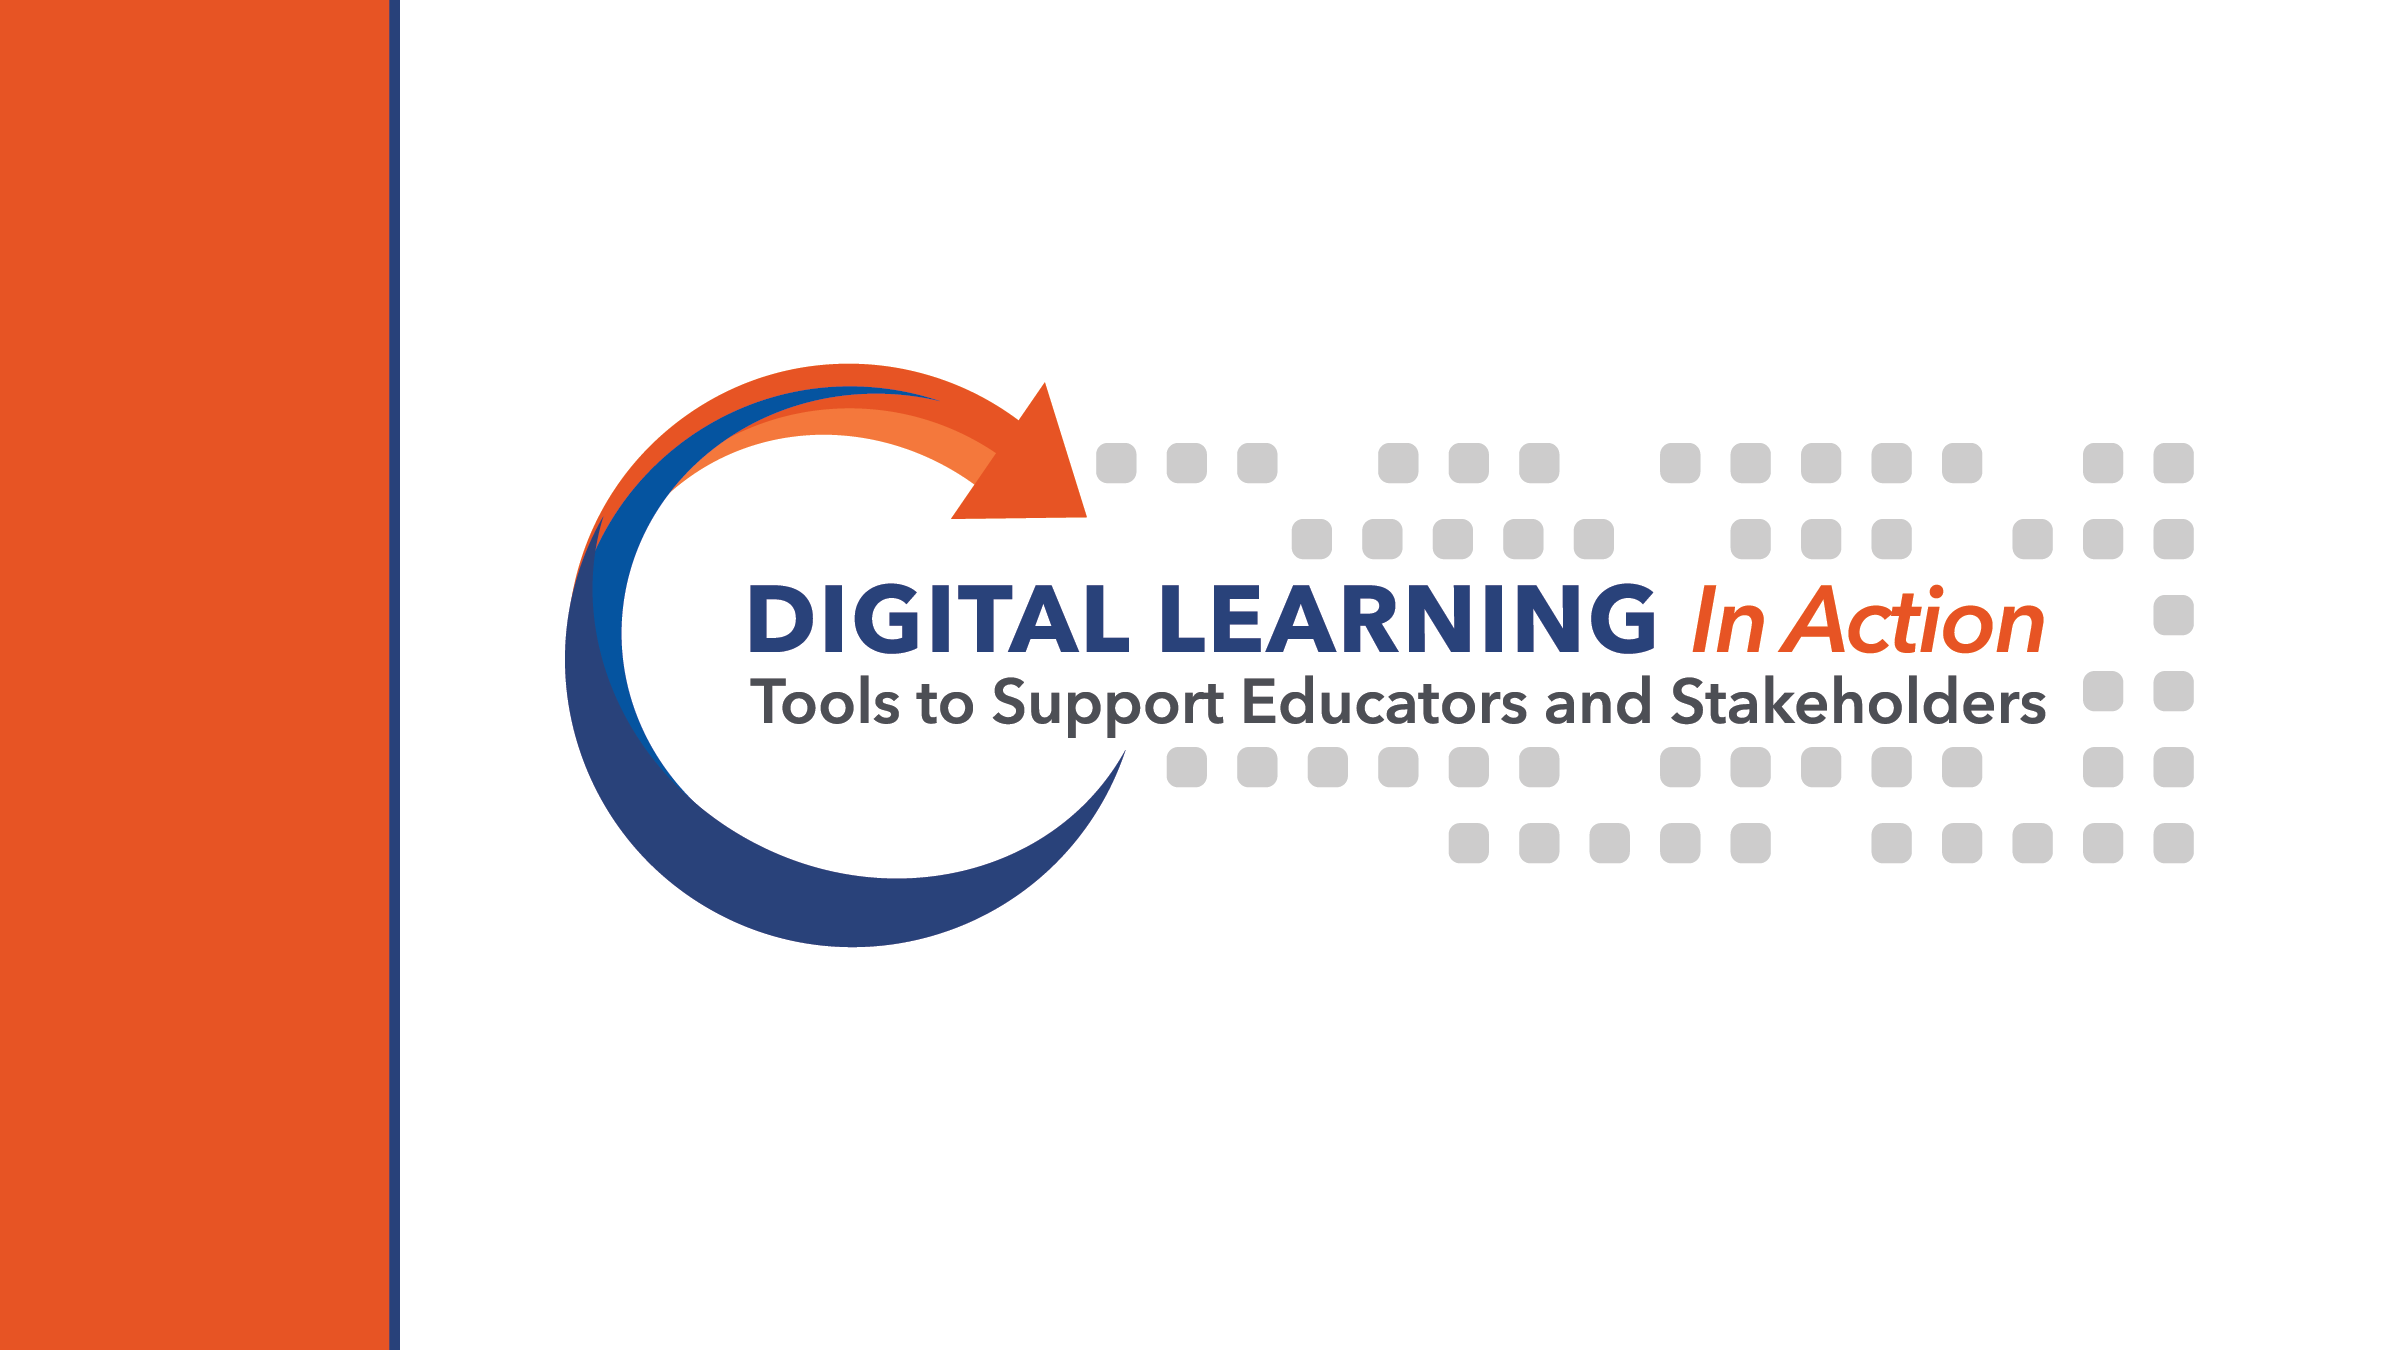 DIGITAL LEARNING In Action
Tools to Support Educators and Stakeholders